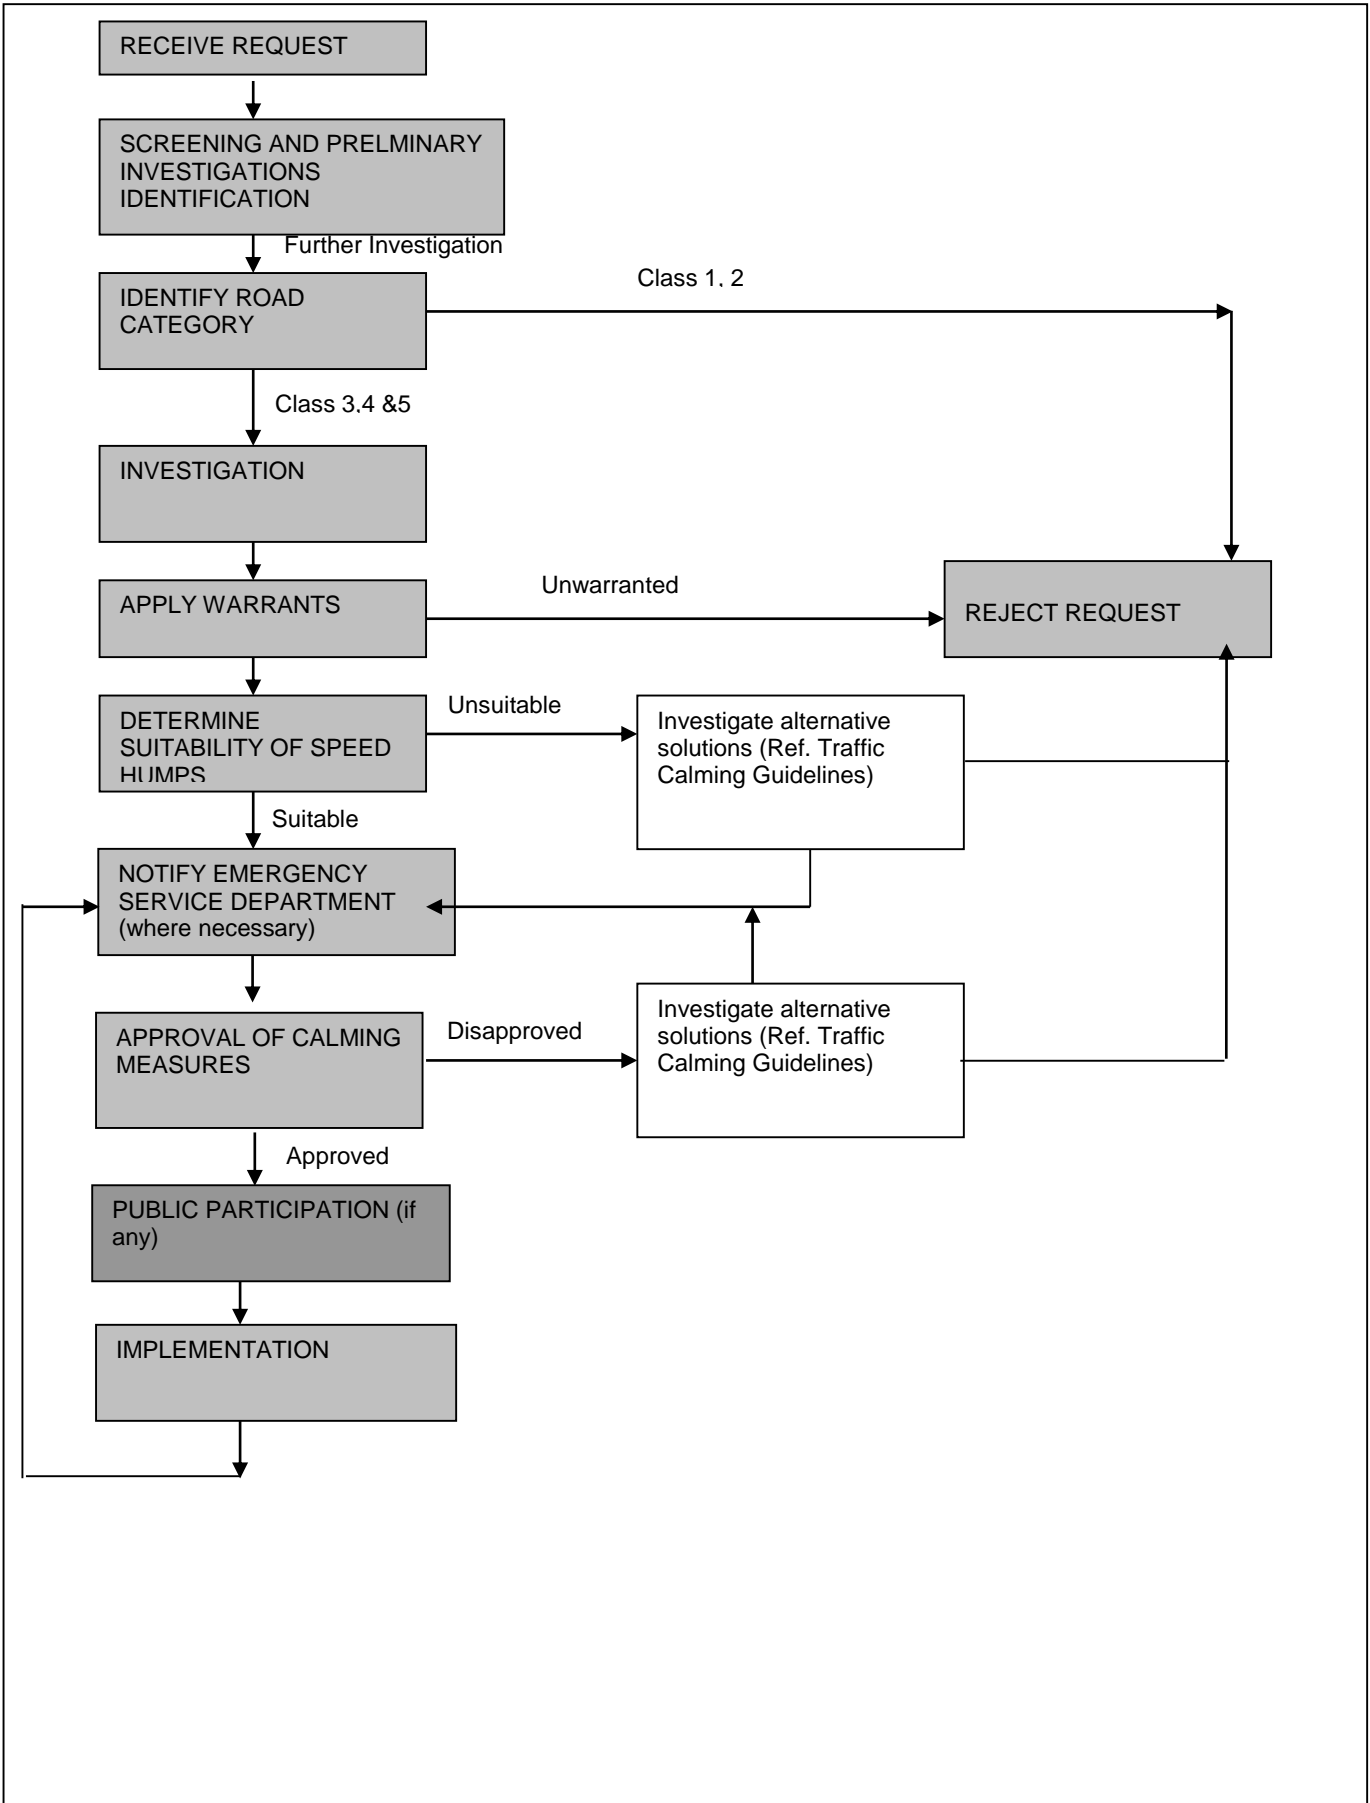 RECEIVE REQUEST
SCREENING AND PRELMINARY
INVESTIGATIONS
IDENTIFICATION
Further Investigation
Class 1, 2
IDENTIFY ROAD
CATEGORY
Class 3,4 &5
INVESTIGATION
Unwarranted
APPLY WARRANTS
REJECT REQUEST
Unsuitable
DETERMINE
SUITABILITY OF SPEED
HUMPS
Investigate alternative
solutions (Ref. Traffic
Calming Guidelines)
Suitable
NOTIFY EMERGENCY
SERVICE DEPARTMENT
(where necessary)
APPROVAL OF CALMING
MEASURES
Disapproved
Investigate alternative
solutions (Ref. Traffic
Calming Guidelines)
Approved
PUBLIC PARTICIPATION (if
any)
IMPLEMENTATION